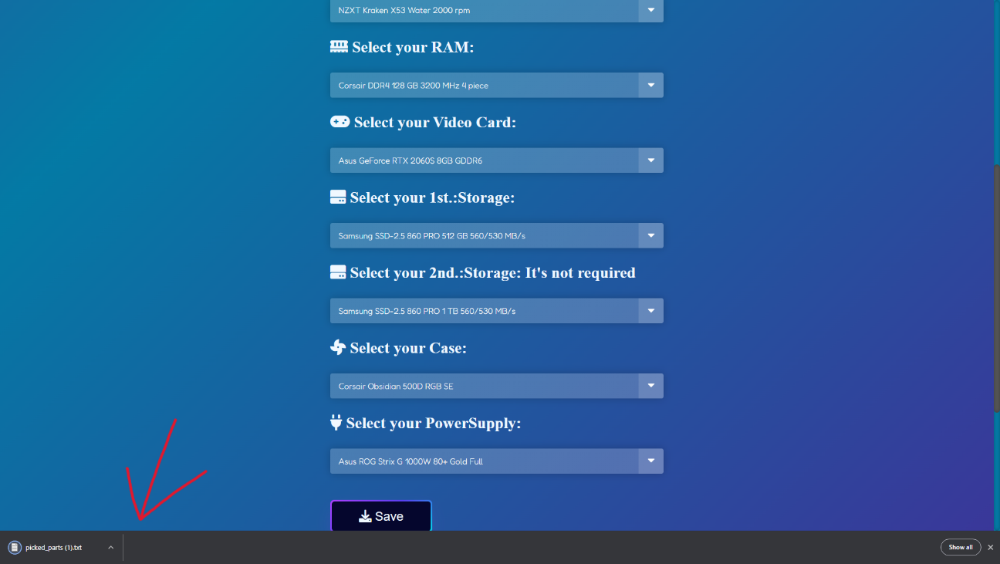 NZXT Kraken X53 Water 2000 rpm
Select your RAM:
Corsair DDR4 128 GB 3200 MHz 4 piece
Select your Video Card:
Asus GeForce RTX 2060S 8GB GDDR6
Select your 1st.:Storage:
Samsung SSD-2.5 860 PRO 512 GB 560/530 MB/s
Select your 2nd.:Storage: It's not required
Samsung SSD-2.5 860 PRO 1 TB 560/530 MB/s
Select your Case:
Corsair Obsidian 500D RGB SE
Select your PowerSupply:
Asus ROG Strix G 1000W 80+ Gold Full
Save
picked_parts (1).txt
Show all